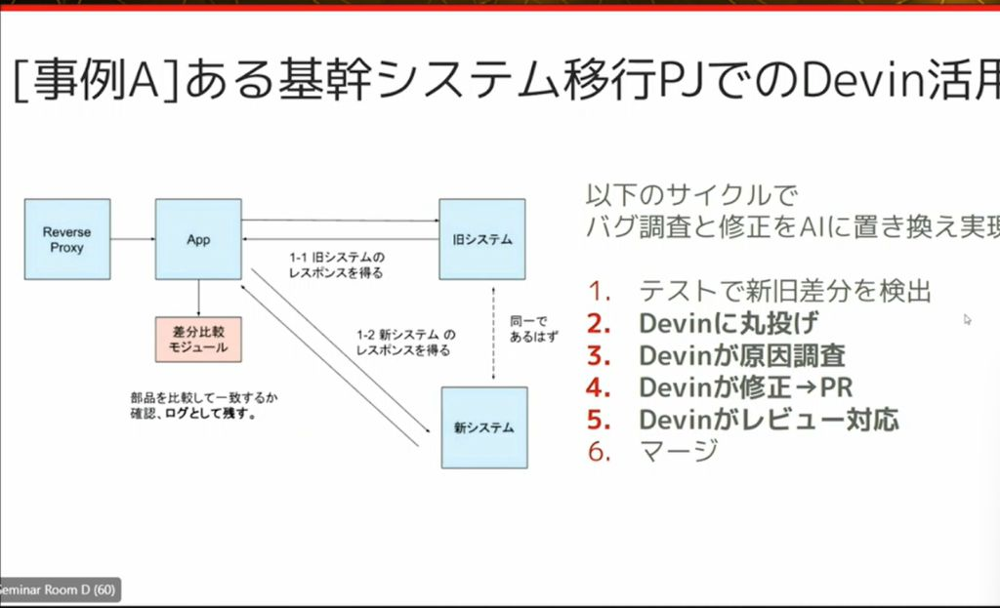 [事例A]ある基幹システム移行PJでのDevin活用
以下のサイクルで
バグ調査と修正をAIに置き換え実現
Reverse
Proxy
App
旧システム
1-1 旧システムの
レスポンスを得る
差分比較
モジュール
1-2 新システム の
レスポンスを得る
同一で
あるはず
部品を比較して一致するか
確認、ログとして残す。
新システム
1. テストで新旧差分を検出
2. Devinに丸投げ
3. Devinが原因調査
4. Devinが修正→PR
5. Devinがレビュー対応
6. マージ
Seminar Room D (60)